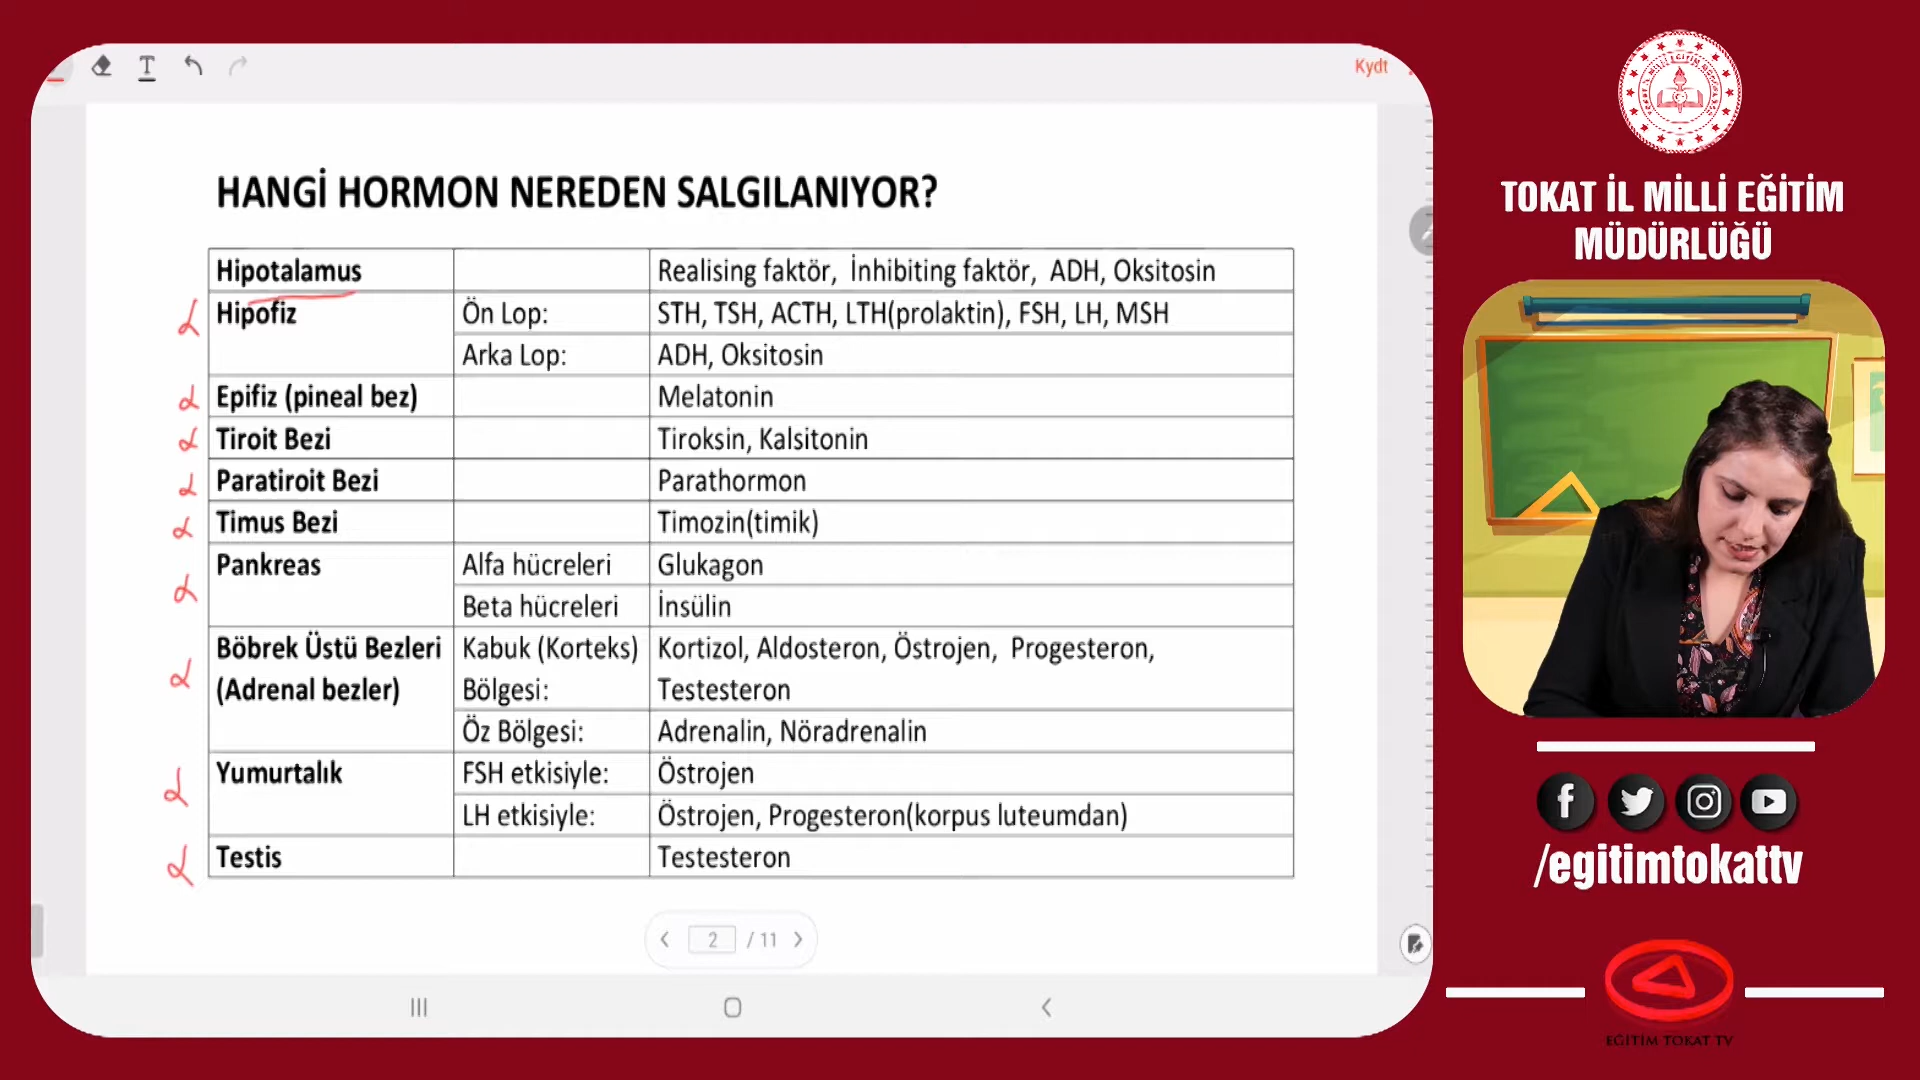 Kydt
HANGİ HORMON NEREDEN SALGILANIYOR?
Hipotalamus Realising faktör, İnhibiting faktör, ADH, Oksitosin
Hipofiz Ön Lop: STH, TSH, ACTH, LTH(prolaktin), FSH, LH, MSH
Arka Lop: ADH, Oksitosin
Epifiz (pineal bez) Melatonin
Tiroit Bezi Tiroksin, Kalsitonin
Paratiroit Bezi Parathormon
Timus Bezi Timozin(timik)
Pankreas Alfa hücreleri Glukagon
Beta hücreleri İnsülin
Böbrek Üstü Bezleri Kabuk (Korteks) Kortizol, Aldosteron, Östrojen, Progesteron,
(Adrenal bezler) Bölgesi: Testesteron
Öz Bölgesi: Adrenalin, Nöradrenalin
Yumurtalık FSH etkisiyle: Östrojen
LH etkisiyle: Östrojen, Progesteron(korpus luteumdan)
Testis Testesteron
2 / 11
TOKAT İL MİLLİ EĞİTİM
MÜDÜRLÜĞÜ
/egitimtokattv
EĞİTİM TOKAT TV